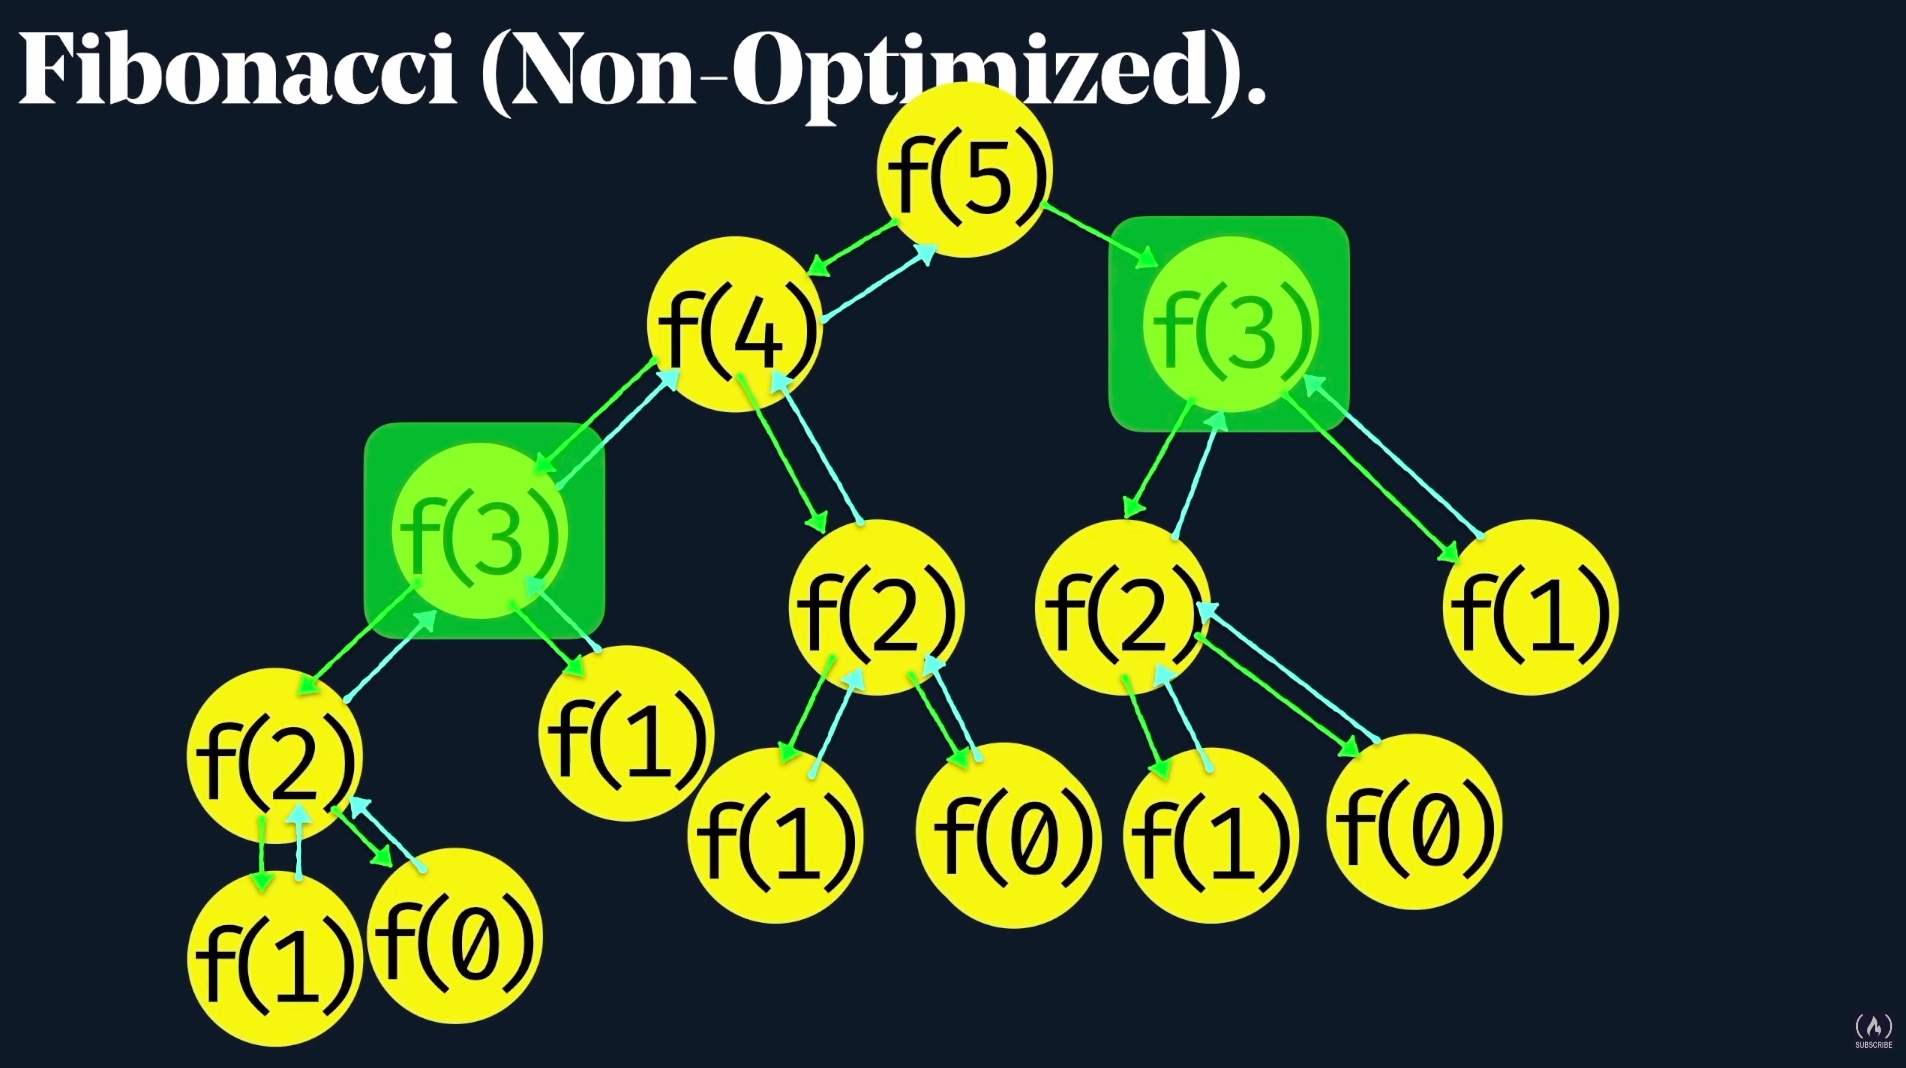 Fibonacci (Non-Optimized).
f(5)
f(4)
f(3)
f(3)
f(2)
f(2)
f(1)
f(2)
f(1)
f(1)
f(0)
f(1)
f(0)
f(1)
f(0)
SUBSCRIBE